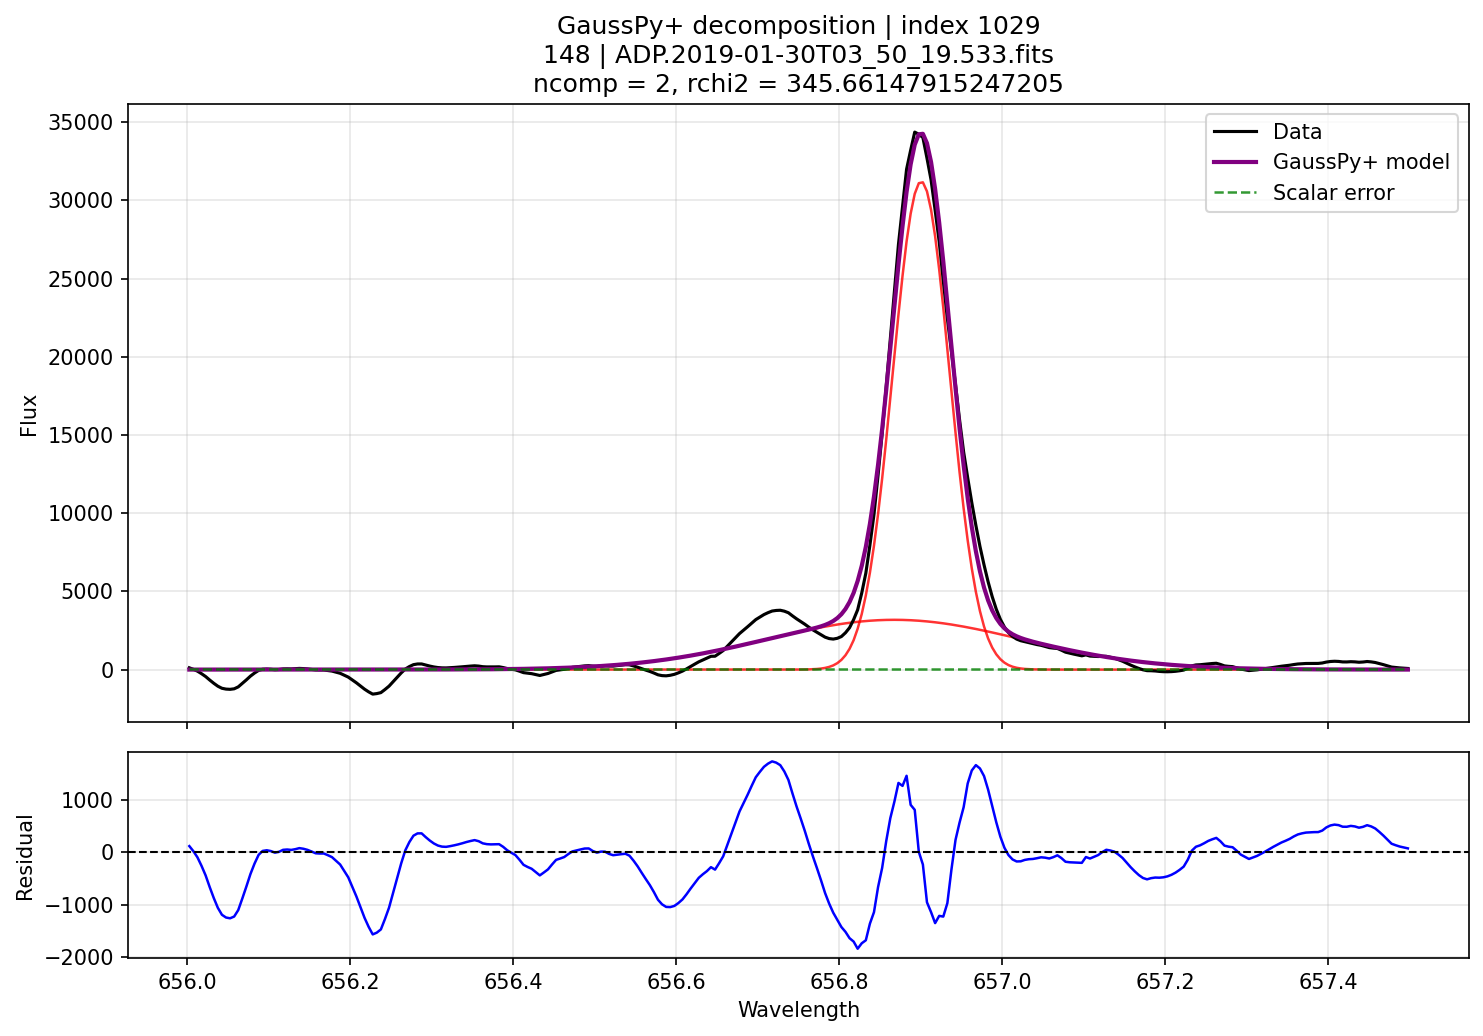 GaussPy+ decomposition | index 1029
148 | ADP.2019-01-30T03_50_19.533.fits
ncomp = 2, rchi2 = 345.66147915247205
Data
GaussPy+ model
Scalar error
Flux
35000
30000
25000
20000
15000
10000
5000
0
Residual
1000
0
−1000
−2000
656.0 656.2 656.4 656.6 656.8 657.0 657.2 657.4
Wavelength